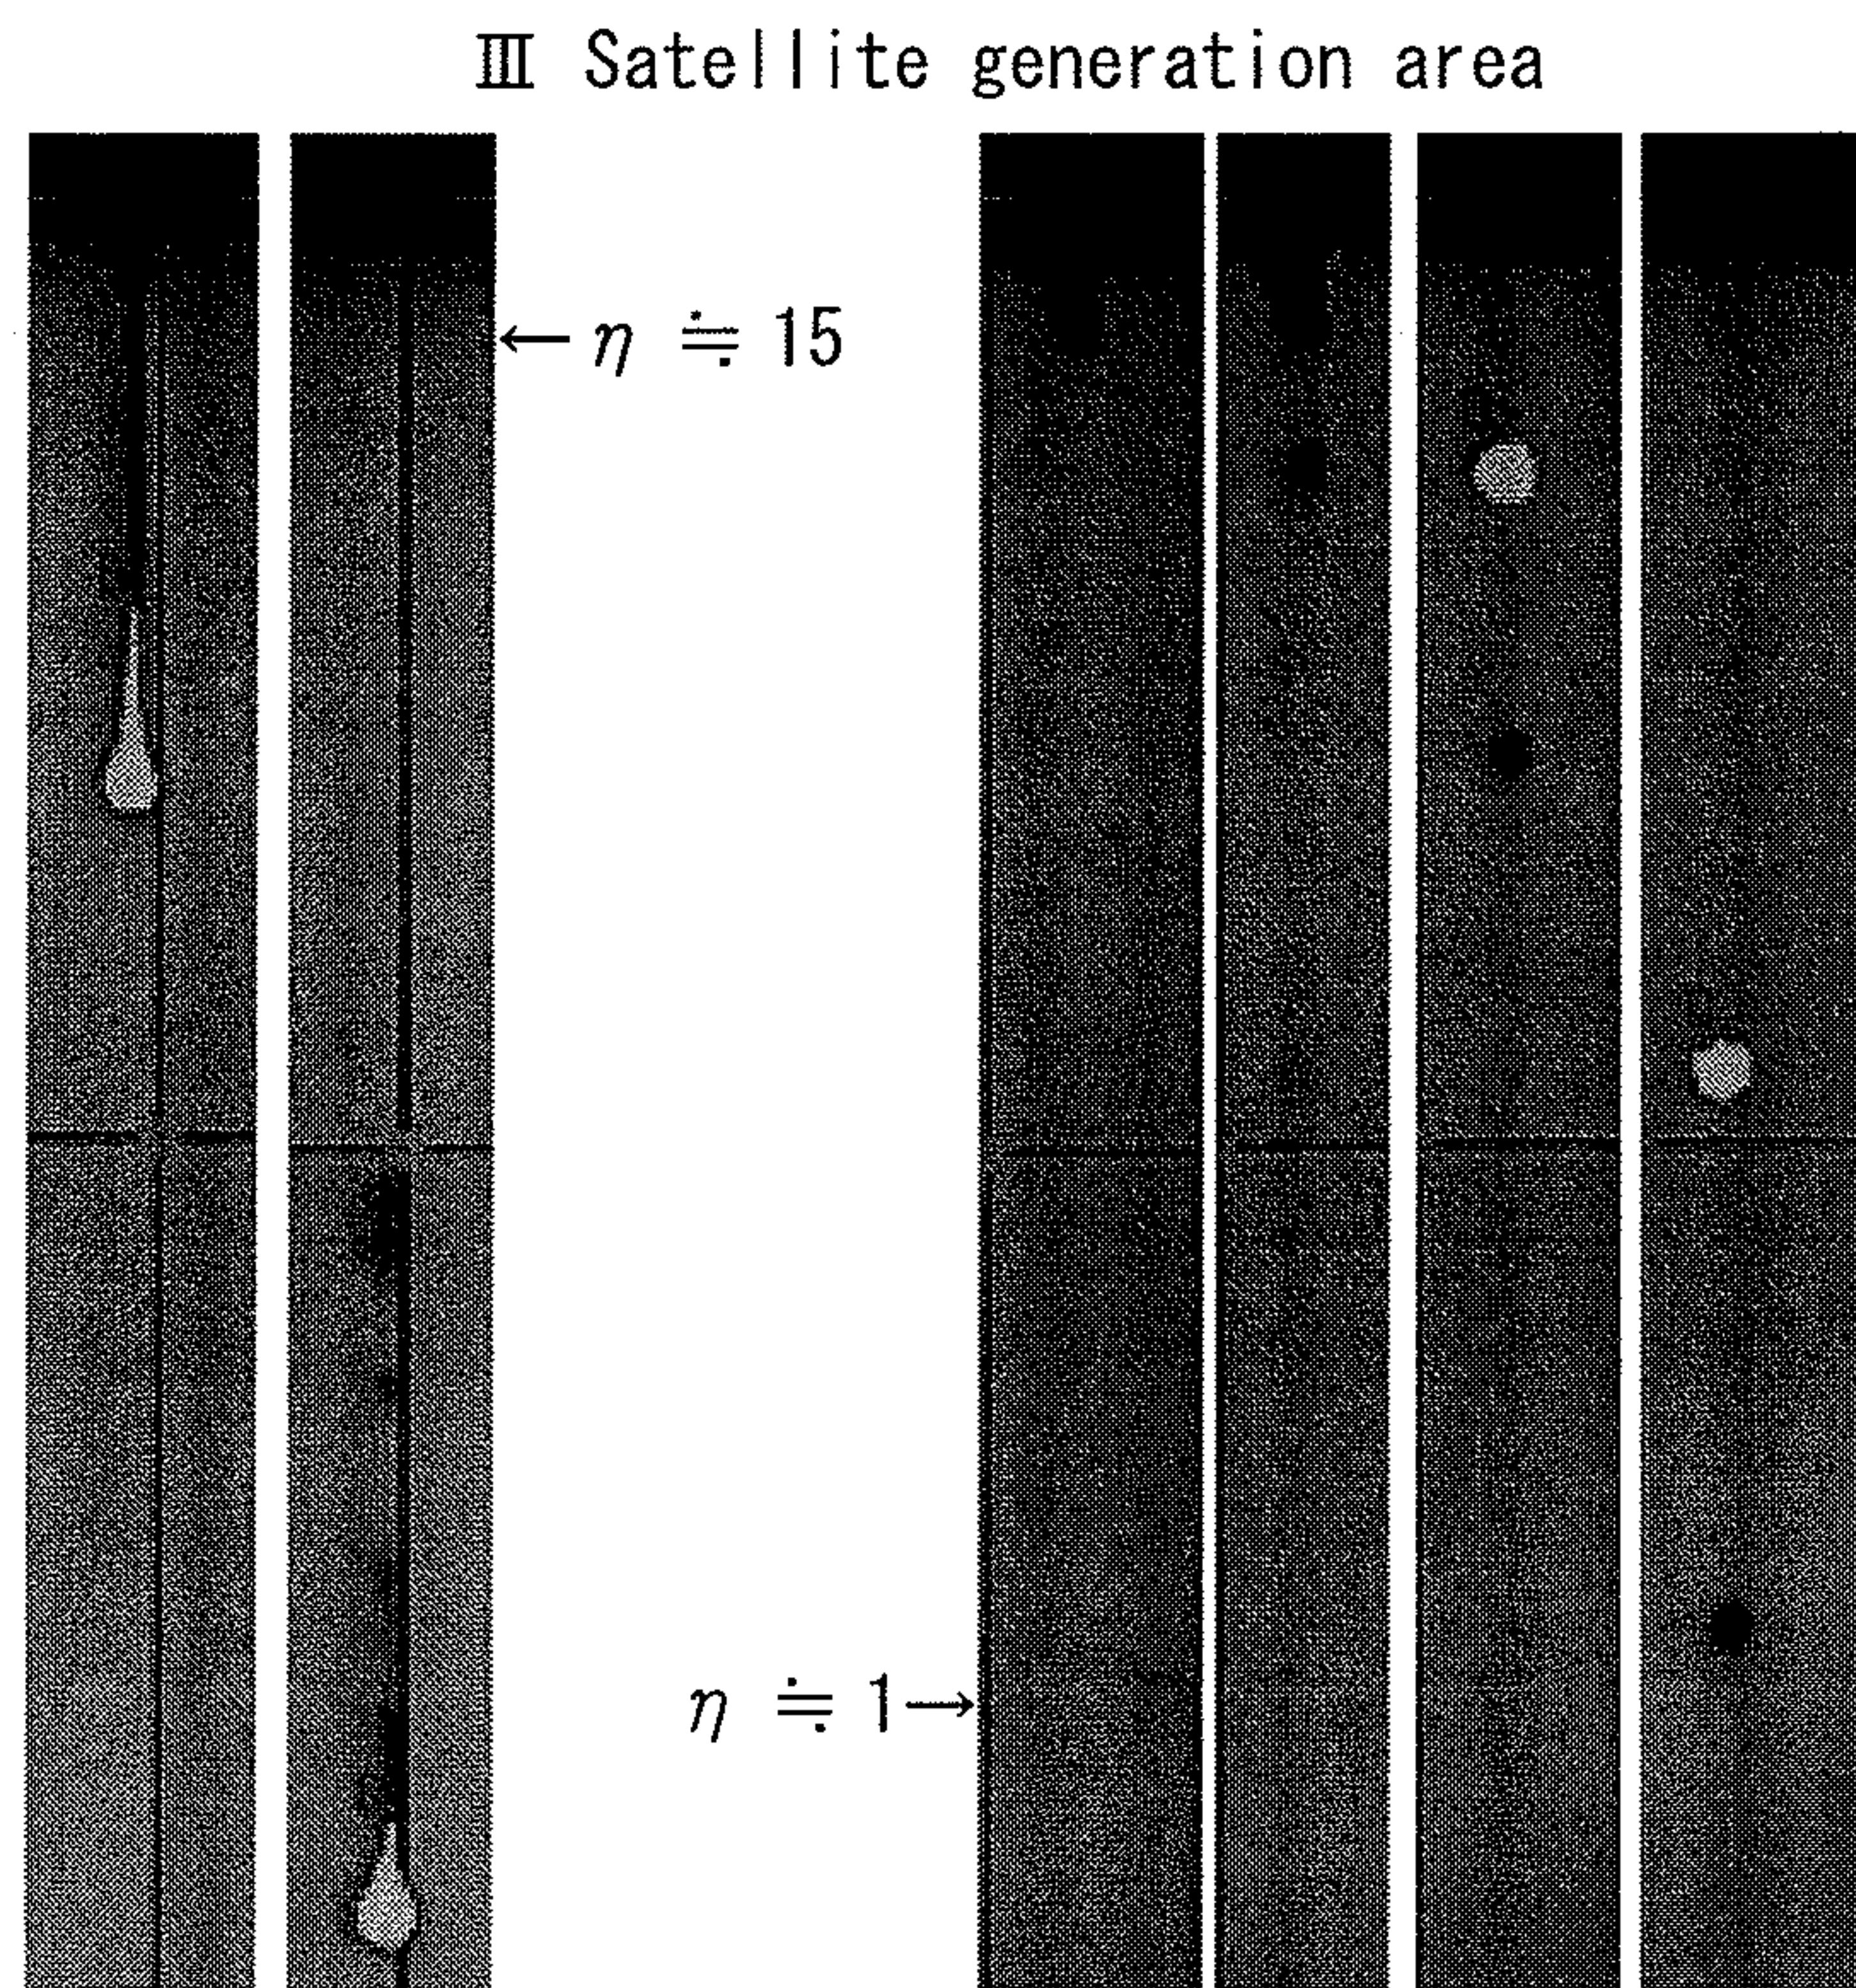 Ⅲ Satellite generation area
← η ≒ 15
η ≒ 1→